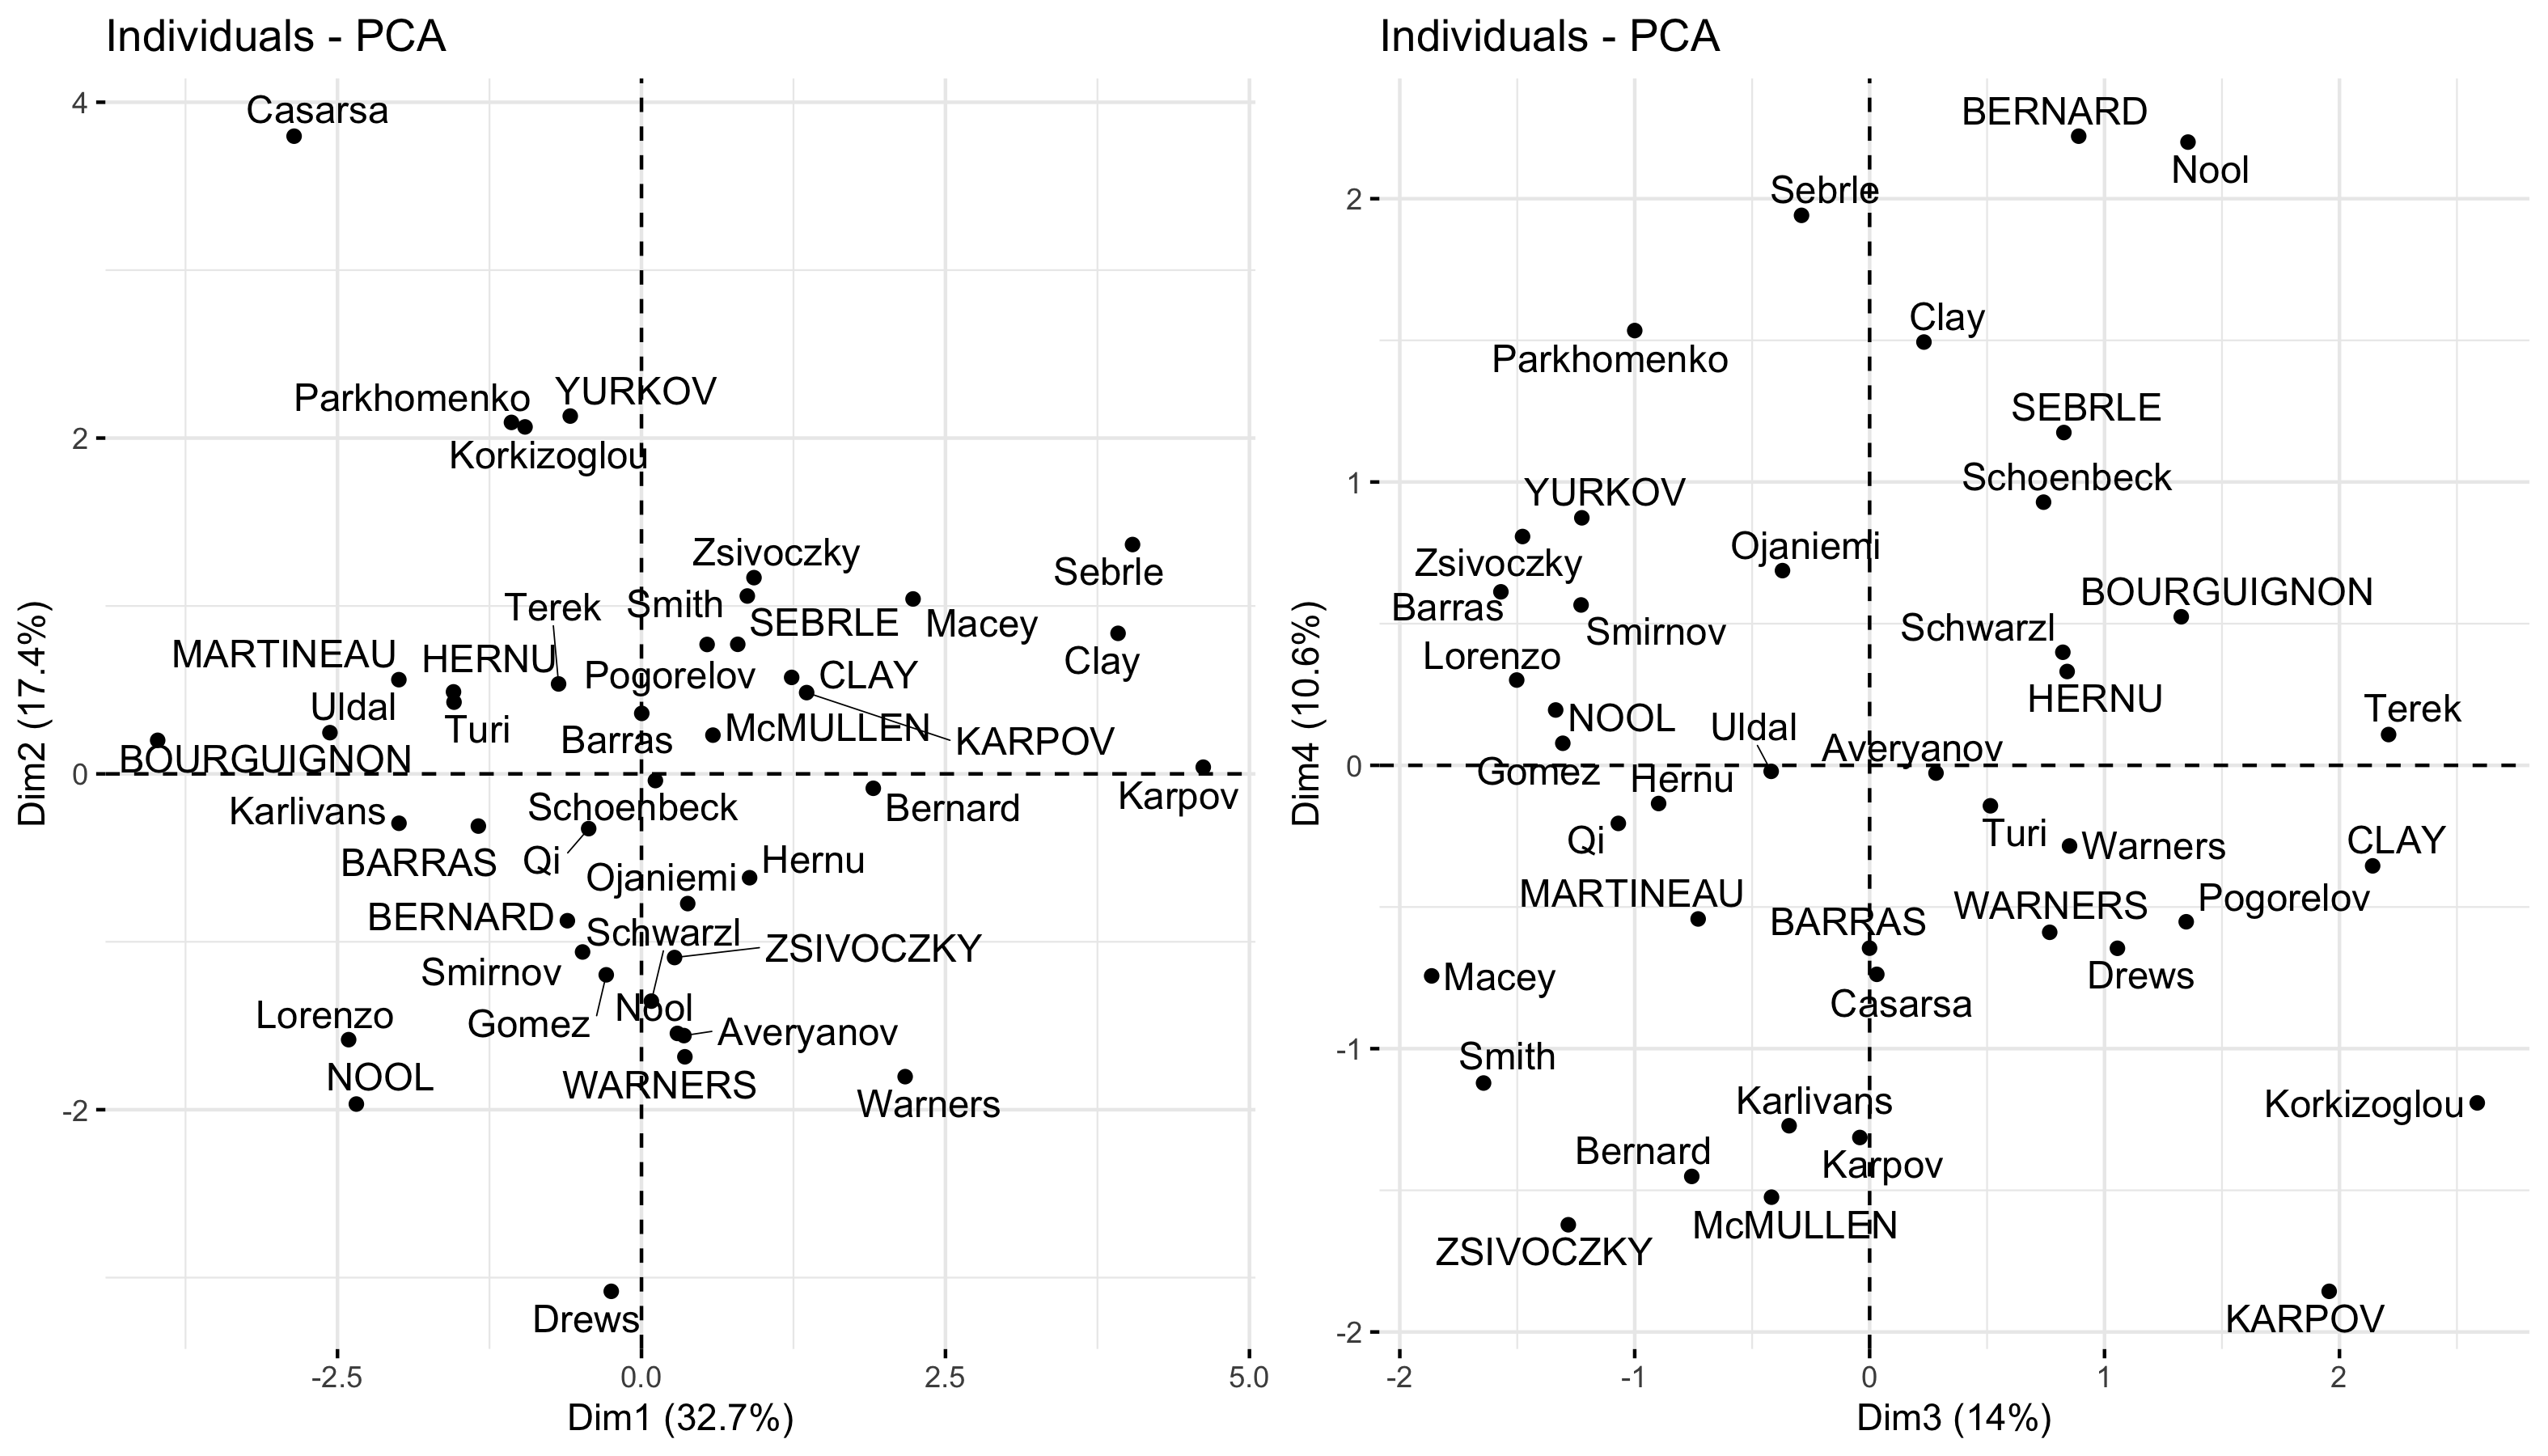 Individuals - PCA
4
Casarsa
Parkhomenko
YURKOV
2
Korkizoglou
Zsivoczky
Sebrle
Terek
Smith
SEBRLE
Macey
MARTINEAU
HERNU
Clay
Pogorelov
CLAY
Uldal
Turi
Barras
McMULLEN
KARPOV
BOURGUIGNON
0
Karpov
Karlivans
Schoenbeck
Bernard
BARRAS
Qi
Hernu
Ojaniemi
BERNARD
Schwarzl
ZSIVOCZKY
Smirnov
Nool
Lorenzo
Gomez
Averyanov
NOOL
WARNERS
Warners
-2
Drews
-2.5
0.0
2.5
5.0
Dim1 (32.7%)
Dim2 (17.4%)
Individuals - PCA
BERNARD
Nool
2
Sebrle
Clay
Parkhomenko
SEBRLE
1
Schoenbeck
YURKOV
Ojaniemi
Zsivoczky
BOURGUIGNON
Barras
Smirnov
Schwarzl
Lorenzo
HERNU
NOOL
Uldal
Terek
Averyanov
0
Gomez
Hernu
Qi
Turi
Warners
CLAY
MARTINEAU
BARRAS
WARNERS
Pogorelov
Macey
Drews
Casarsa
-1
Smith
Karlivans
Korkizoglou
Bernard
Karpov
McMULLEN
ZSIVOCZKY
KARPOV
-2
-2
-1
0
1
2
Dim3 (14%)
Dim4 (10.6%)